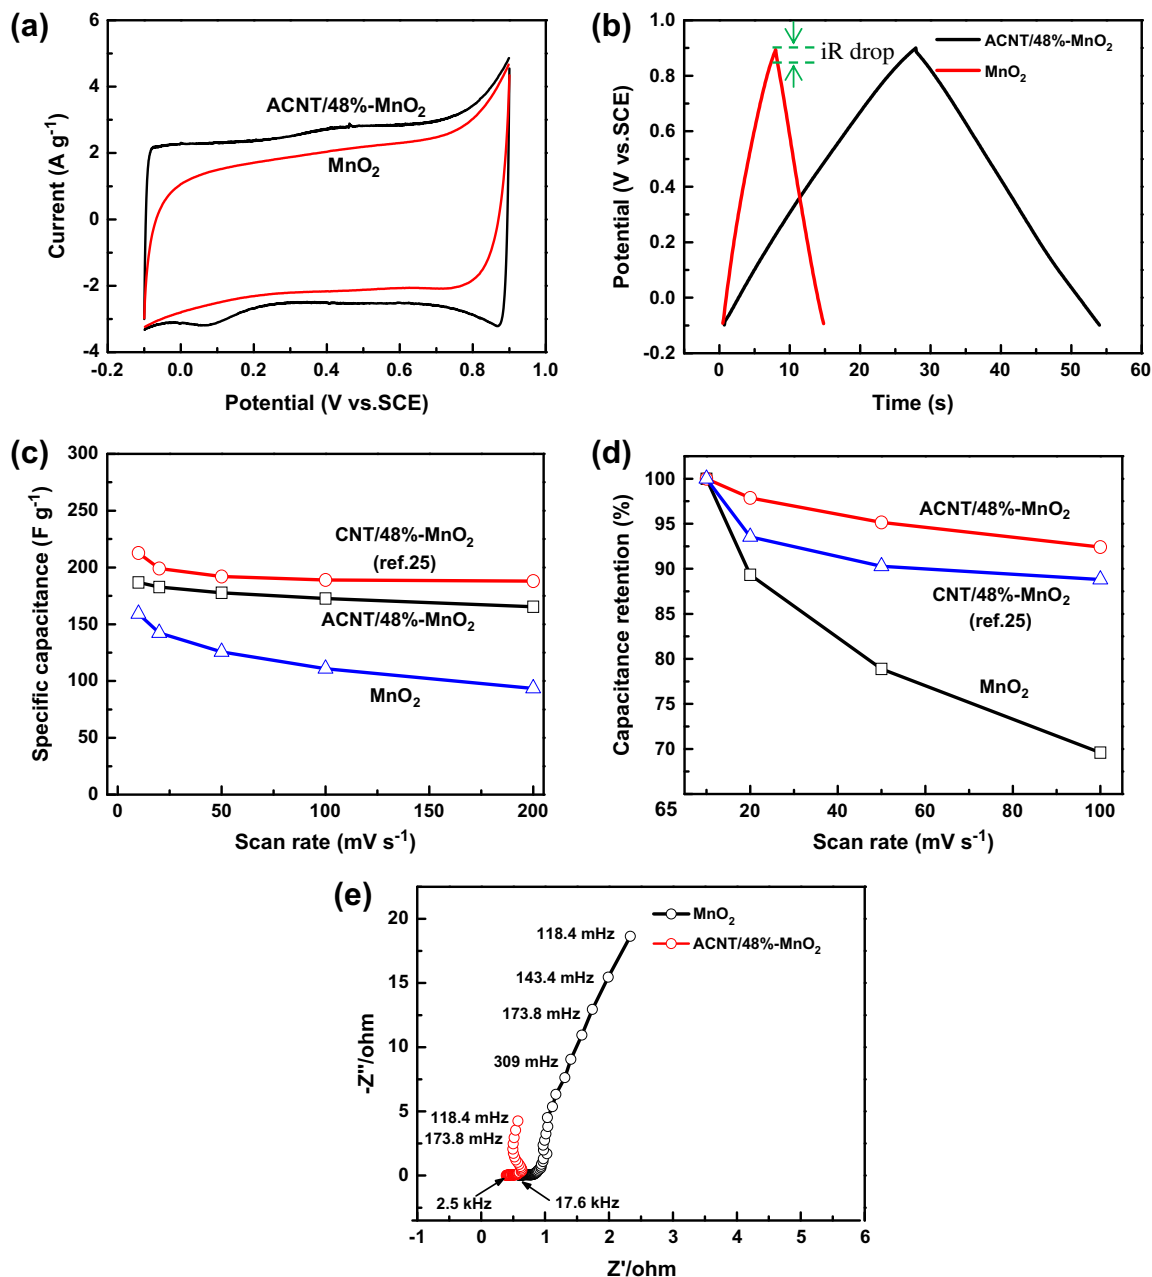 (a)
6
4
2
0
-2
-4
-0.2
0.0
0.2
0.4
0.6
0.8
1.0
Current (A g⁻¹)
Potential (V vs.SCE)
ACNT/48%-MnO₂
MnO₂
(b)
1.0
0.8
0.6
0.4
0.2
0.0
-0.2
0
10
20
30
40
50
60
Potential (V vs.SCE)
Time (s)
iR drop
ACNT/48%-MnO₂
MnO₂
(c)
300
250
200
150
100
50
0
0
50
100
150
200
Specific capacitance (F g⁻¹)
Scan rate (mV s⁻¹)
CNT/48%-MnO₂
(ref.25)
ACNT/48%-MnO₂
MnO₂
(d)
100
95
90
85
80
75
70
65
0
20
40
60
80
100
Capacitance retention (%)
Scan rate (mV s⁻¹)
ACNT/48%-MnO₂
CNT/48%-MnO₂
(ref.25)
MnO₂
(e)
20
15
10
5
0
-1
0
1
2
3
4
5
6
-Z''/ohm
Z'/ohm
MnO₂
ACNT/48%-MnO₂
118.4 mHz
143.4 mHz
173.8 mHz
309 mHz
118.4 mHz
173.8 mHz
2.5 kHz
17.6 kHz